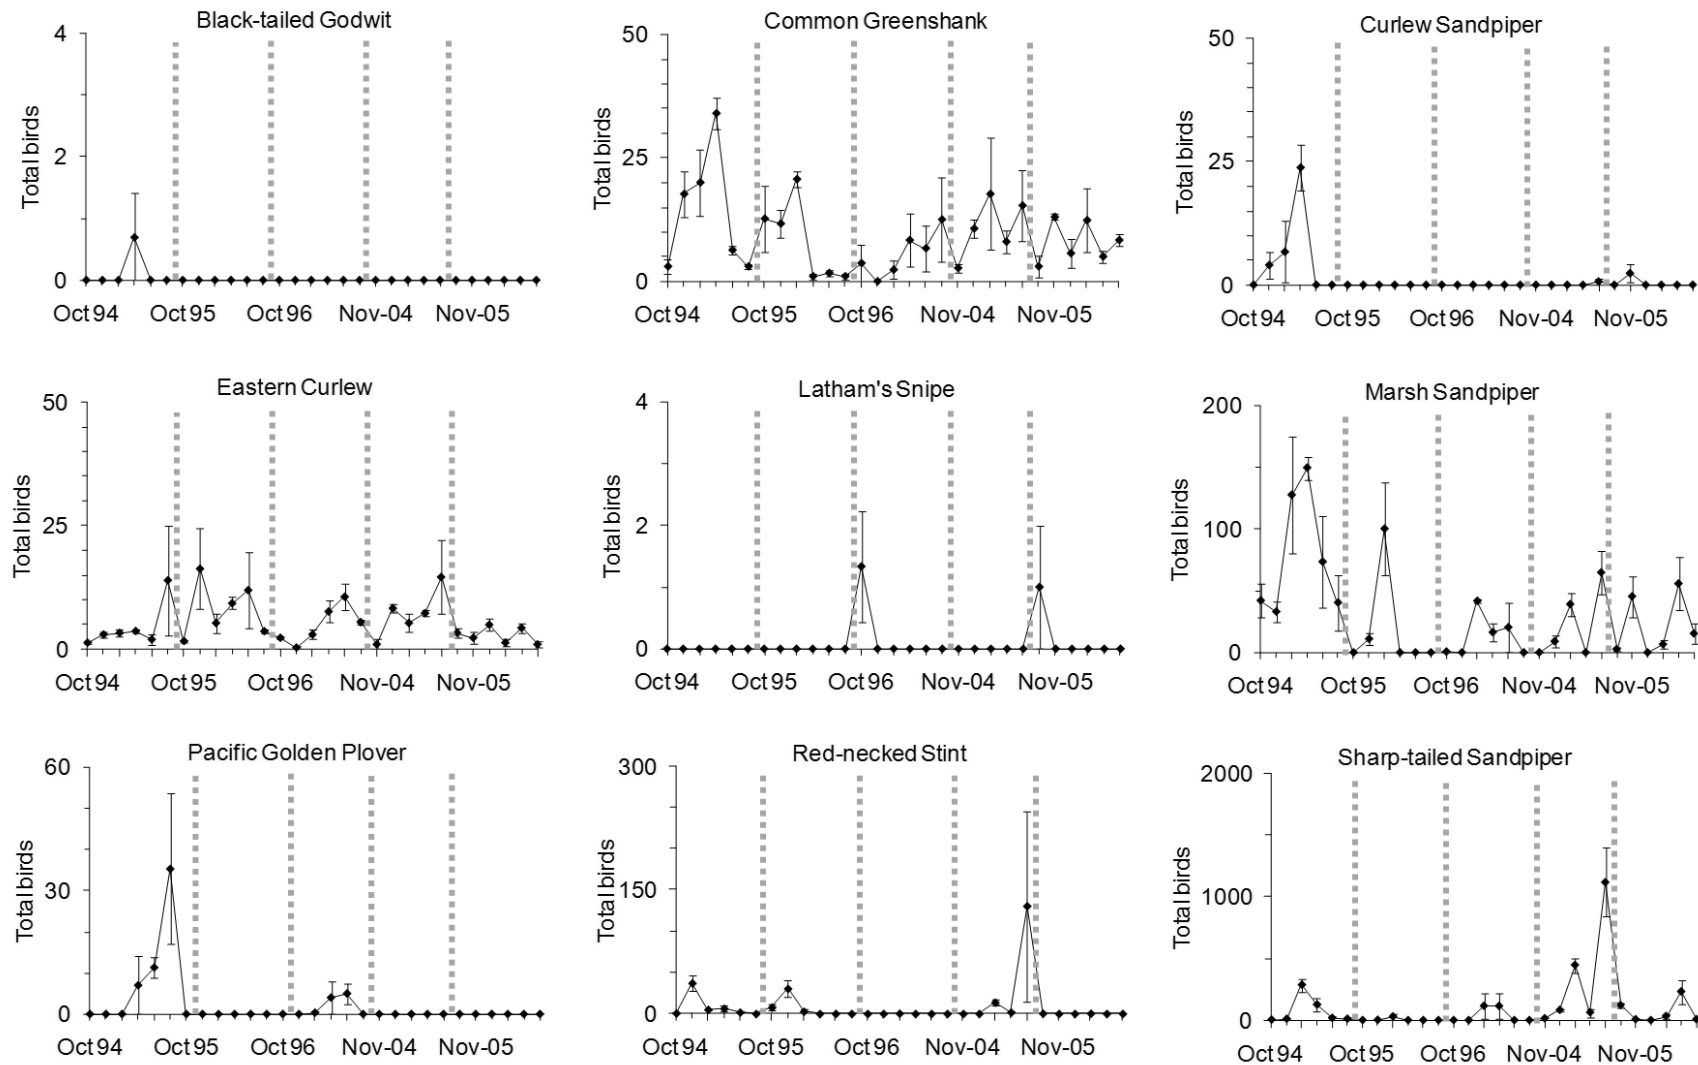 Black-tailed Godwit
4
2
0
Total birds
Oct 94 Oct 95 Oct 96 Nov-04 Nov-05
Common Greenshank
50
25
0
Total birds
Oct 94 Oct 95 Oct 96 Nov-04 Nov-05
Curlew Sandpiper
50
25
0
Total birds
Oct 94 Oct 95 Oct 96 Nov-04 Nov-05
Eastern Curlew
50
25
0
Total birds
Oct 94 Oct 95 Oct 96 Nov-04 Nov-05
Latham's Snipe
4
2
0
Total birds
Oct 94 Oct 95 Oct 96 Nov-04 Nov-05
Marsh Sandpiper
200
100
0
Total birds
Oct 94 Oct 95 Oct 96 Nov-04 Nov-05
Pacific Golden Plover
60
30
0
Total birds
Oct 94 Oct 95 Oct 96 Nov-04 Nov-05
Red-necked Stint
300
150
0
Total birds
Oct 94 Oct 95 Oct 96 Nov-04 Nov-05
Sharp-tailed Sandpiper
2000
1000
0
Total birds
Oct 94 Oct 95 Oct 96 Nov-04 Nov-05